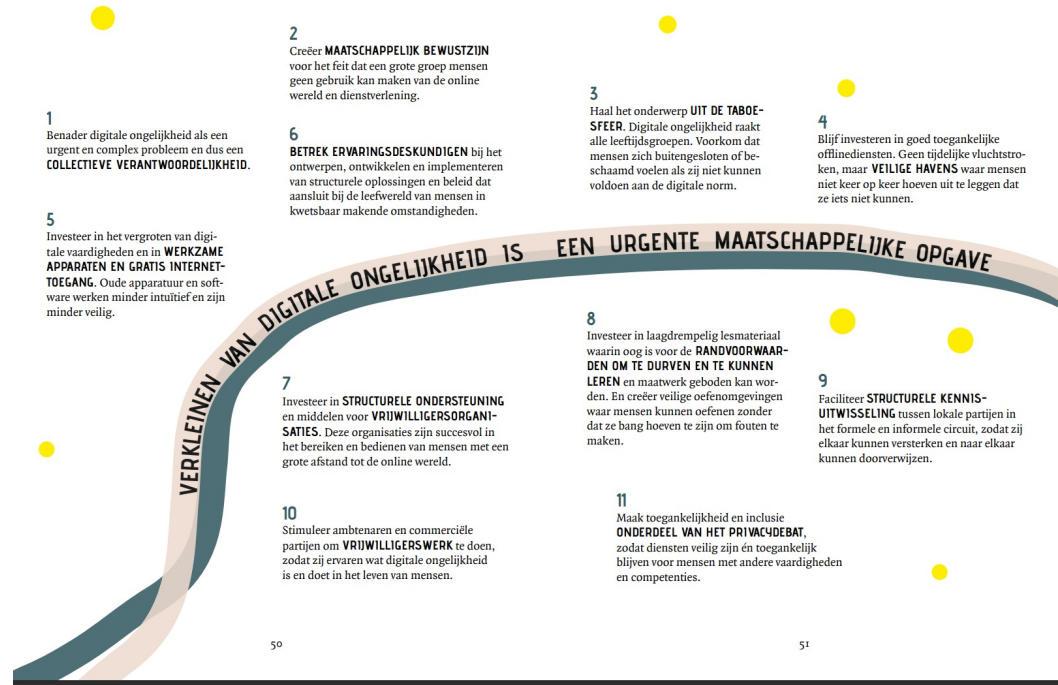 1
Benader digitale ongelijkheid als een
urgent en complex probleem en dus een
COLLECTIEVE VERANTWOORDELIJKHEID.
2
Creëer MAATSCHAPPELIJK BEWUSTZIJN
voor het feit dat een grote groep mensen
geen gebruik kan maken van de online
wereld en dienstverlening.
3
Haal het onderwerp UIT DE TABOE-
SFEER. Digitale ongelijkheid raakt
alle leeftijdsgroepen. Voorkom dat
mensen zich buitengesloten of be-
schaamd voelen als zij niet kunnen
voldoen aan de digitale norm.
4
Blijf investeren in goed toegankelijke
offlinediensten. Geen tijdelijke vluchtstro-
ken, maar VEILIGE HAVENS waar mensen
niet keer op keer hoeven uit te leggen dat
ze iets niet kunnen.
5
Investeer in het vergroten van digi-
tale vaardigheden en in WERKZAME
APPARATEN EN GRATIS INTERNET-
TOEGANG. Oude apparatuur en soft-
ware werken minder intuïtief en zijn
minder veilig.
6
BETREK ERVARINGSDESKUNDIGEN bij het
ontwerpen, ontwikkelen en implementeren
van structurele oplossingen en beleid dat
aansluit bij de leefwereld van mensen in
kwetsbaar makende omstandigheden.
VERKLEINEN VAN DIGITALE ONGELIJKHEID IS EEN URGENTE MAATSCHAPPELIJKE OPGAVE
7
Investeer in STRUCTURELE ONDERSTEUNING
en middelen voor VRIJWILLIGERSORGANI-
SATIES. Deze organisaties zijn succesvol in
het bereiken en bedienen van mensen met een
grote afstand tot de online wereld.
8
Investeer in laagdrempelig lesmateriaal
waarin oog is voor de RANDVOORWAAR-
DEN OM TE DURVEN EN TE KUNNEN
LEREN en maatwerk geboden kan wor-
den. En creëer veilige oefenomgevingen
waar mensen kunnen oefenen zonder
dat ze bang hoeven te zijn om fouten te
maken.
9
Faciliteer STRUCTURELE KENNIS-
UITWISSELING tussen lokale partijen in
het formele en informele circuit, zodat zij
elkaar kunnen versterken en naar elkaar
kunnen doorverwijzen.
10
Stimuleer ambtenaren en commerciële
partijen om VRIJWILLIGERSWERK te doen,
zodat zij ervaren wat digitale ongelijkheid
is en doet in het leven van mensen.
11
Maak toegankelijkheid en inclusie
ONDERDEEL VAN HET PRIVACYDEBAT,
zodat diensten veilig zijn én toegankelijk
blijven voor mensen met andere vaardigheden
en competenties.
50
51